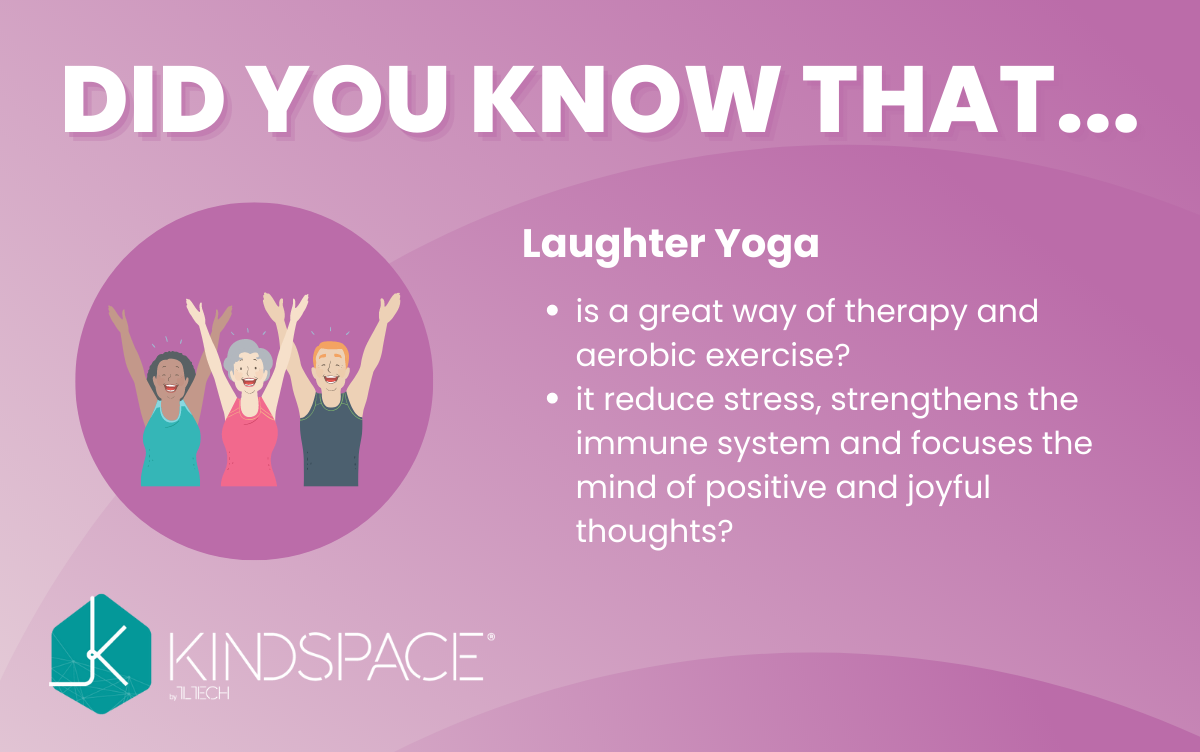 DID YOU KNOW THAT...
Laughter Yoga
• is a great way of therapy and
aerobic exercise?
• it reduce stress, strengthens the
immune system and focuses the
mind of positive and joyful
thoughts?
KINDSPACE®
by TLTECH